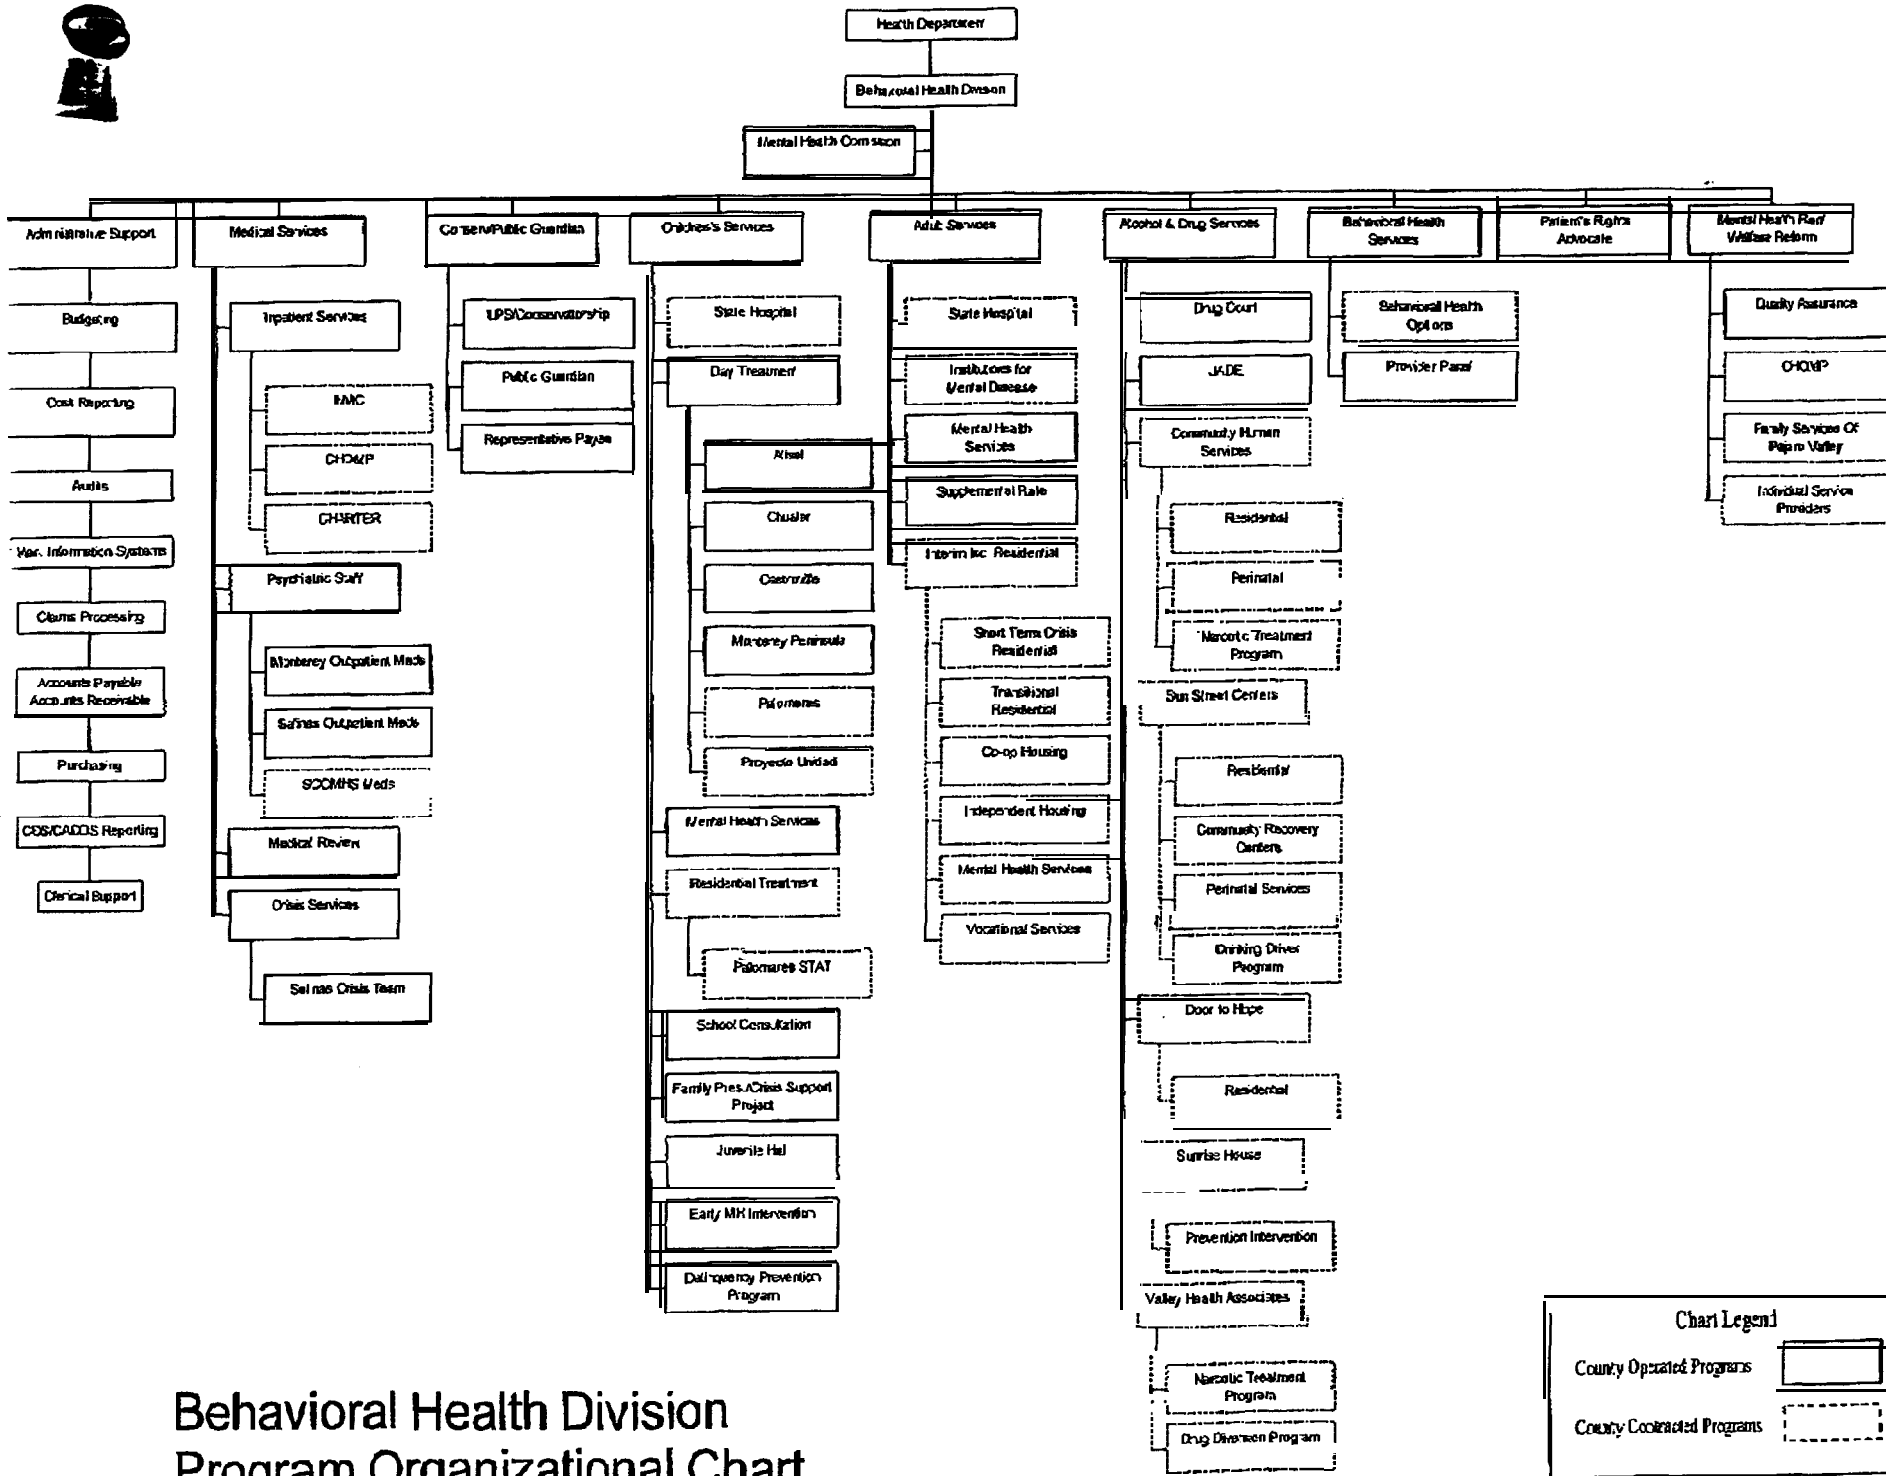 Health Department
Behavioral Health Division
Mental Health Comission
Administrative Support
Budgeting
Cost Reporting
Audits
Man. Information Systems
Claims Processing
Accounts Payable
Accounts Receivable
Purchasing
CDS/CADDS Reporting
Clerical Support
Medical Services
Inpatient Services
CHOMP
CHARTER
Psychiatric Staff
Monterey Outpatient Meds
Salinas Outpatient Meds
Meds
Medical Review
Crisis Services
Salinas Crisis Team
Conserv/Public Guardian
LPS/Conservatorship
Public Guardian
Representative Payee
Children's Services
State Hospital
Day Treatment
Alisal
Chualar
Castroville
Monterey Peninsula
Palomares
Proyecto Unidad
Mental Health Services
Residential Treatment
Palomares STAT
School Consultation
Family Pres./Crisis Support
Project
Juvenile Hall
Early MH Intervention
Delinquency Prevention
Program
Adult Services
State Hospital
Institutions for
Mental Disease
Mental Health
Services
Supplemental Rate
Interim Inc. Residential
Short Term Crisis
Residential
Transitional
Residential
Co-op Housing
Independent Housing
Mental Health Services
Vocational Services
Alcohol & Drug Services
Drug Court
JADE
Community Human
Services
Residential
Perinatal
Narcotic Treatment
Program
Sun Street Centers
Residential
Community Recovery
Centers
Perinatal Services
Drinking Driver
Program
Door to Hope
Residential
Sunrise House
Prevention Intervention
Valley Health Associates
Narcotic Treatment
Program
Drug Diversion Program
Behavioral Health
Services
Behavioral Health
Options
Provider Panel
Patient's Rights
Advocate
Mental Health
Welfare Reform
Quality Assurance
CHOMP
Family Services Of
Pajaro Valley
Individual Service
Providers
Chart Legend
County Operated Programs
County Contracted Programs
Behavioral Health Division
Program Organizational Chart